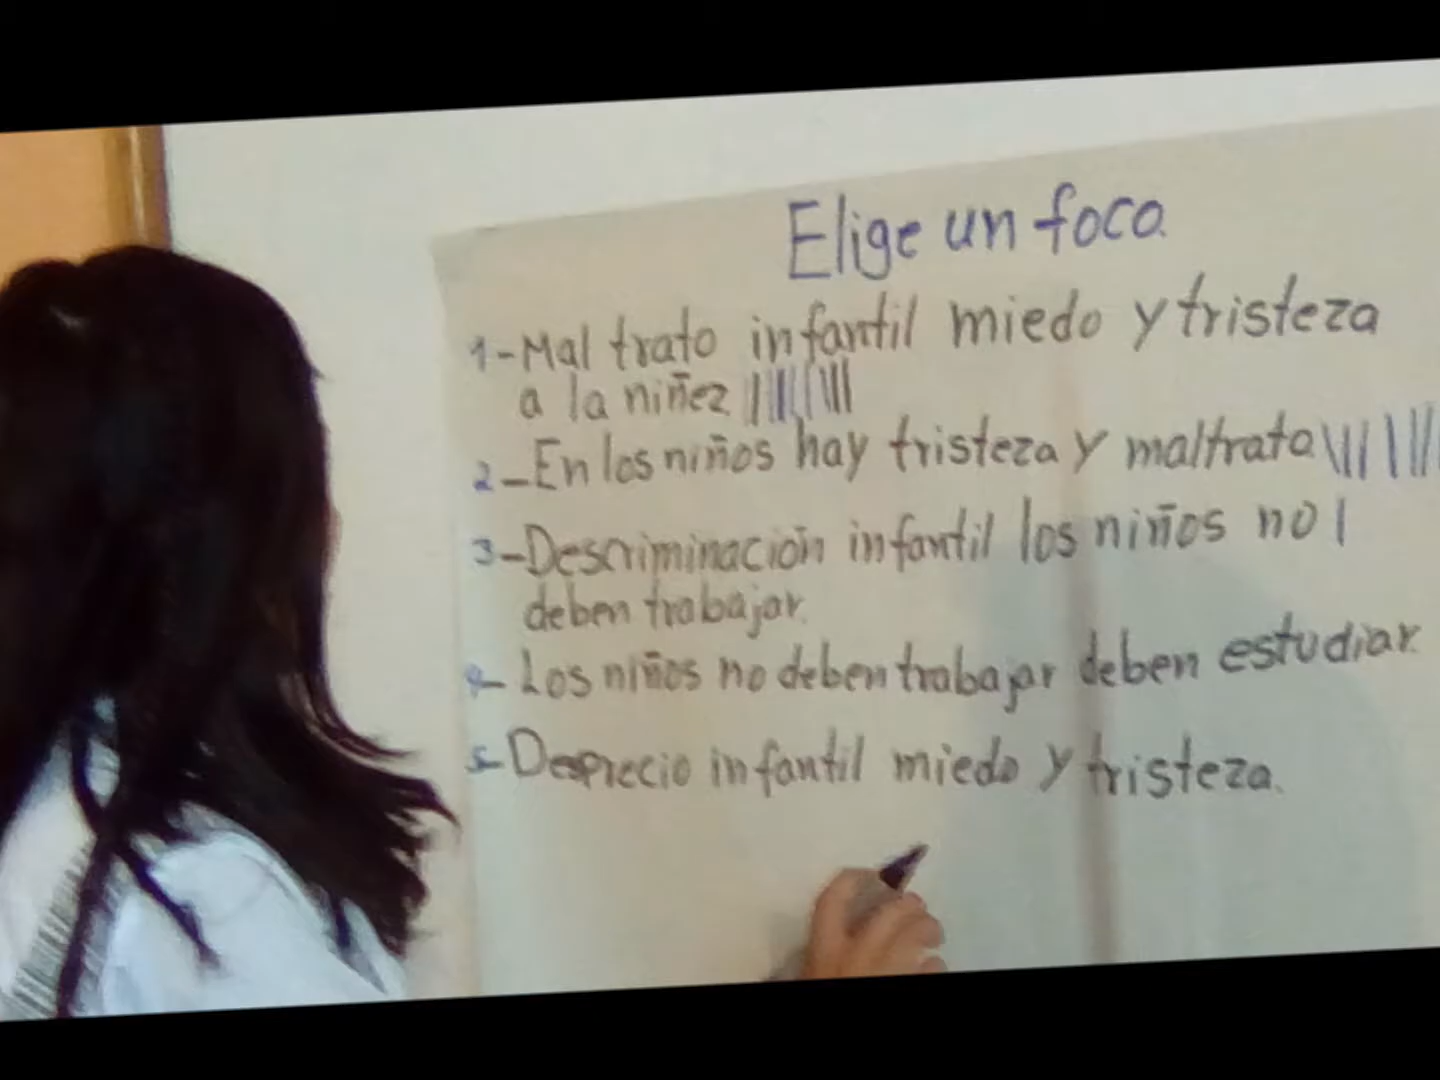 Elige un foco.
1-Mal trato infantil miedo y tristeza
a la niñez |||||||||
2-En los niños hay tristeza y maltrato \|||||
3-Descriminación infantil los niños no |
deben trabajar.
4-Los niños no deben trabajar deben estudiar.
5-Desprecio infantil miedo y tristeza.